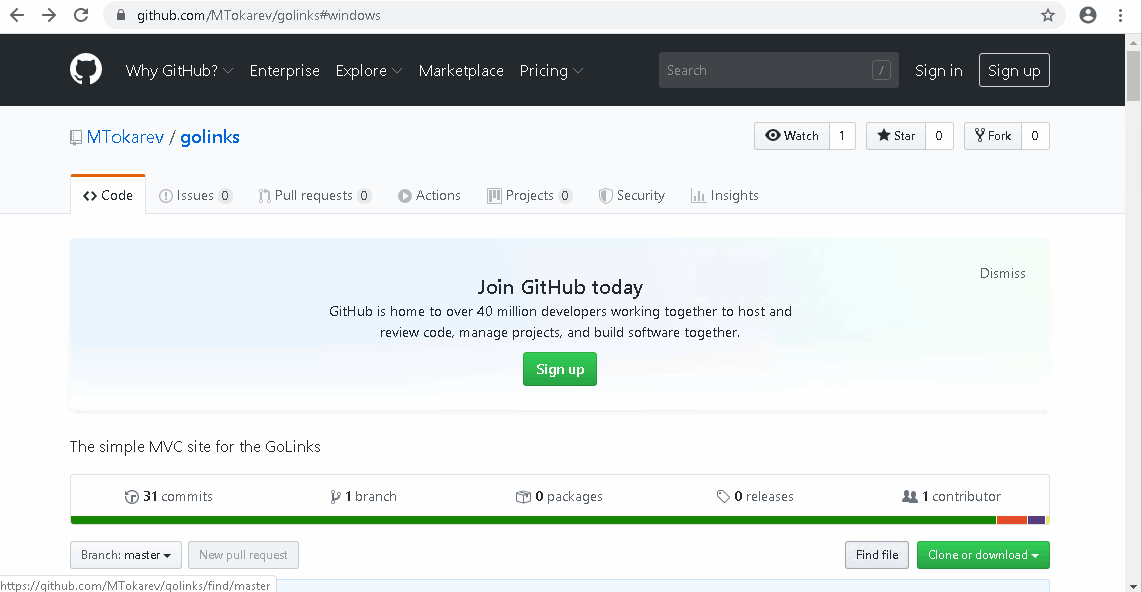 github.com/MTokarev/golinks#windows
Why GitHub? Enterprise Explore Marketplace Pricing Search / Sign in Sign up
MTokarev / golinks Watch 1 Star 0 Fork 0
Code Issues 0 Pull requests 0 Actions Projects 0 Security Insights
Dismiss
Join GitHub today
GitHub is home to over 40 million developers working together to host and
review code, manage projects, and build software together.
Sign up
The simple MVC site for the GoLinks
31 commits 1 branch 0 packages 0 releases 1 contributor
Branch: master New pull request Find file Clone or download
https://github.com/MTokarev/golinks/find/master